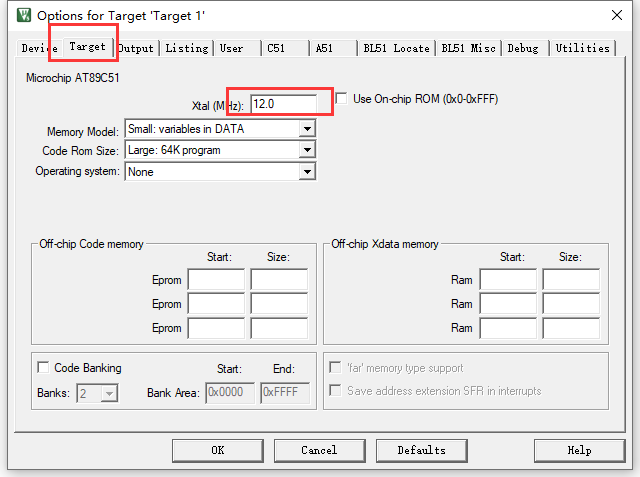 Options for Target 'Target 1'
Device Target Output Listing User C51 A51 BL51 Locate BL51 Misc Debug Utilities
Microchip AT89C51
Xtal (MHz): 12.0 Use On-chip ROM (0x0-0xFFF)
Memory Model: Small: variables in DATA
Code Rom Size: Large: 64K program
Operating system: None
Off-chip Code memory Off-chip Xdata memory
Start: Size: Start: Size:
Eprom Ram
Eprom Ram
Eprom Ram
Code Banking Start: End: 'far' memory type support
Banks: 2 Bank Area: 0x0000 0xFFFF Save address extension SFR in interrupts
OK Cancel Defaults Help